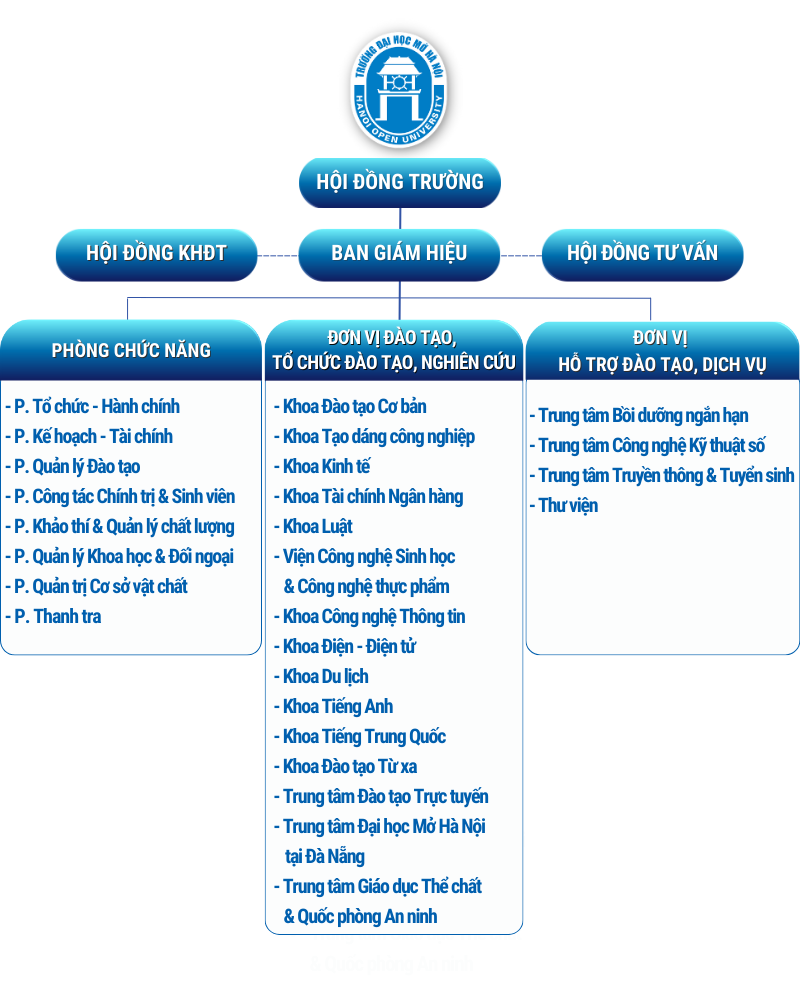 TRƯỜNG ĐẠI HỌC MỞ HÀ NỘI
HANOI OPEN UNIVERSITY
HỘI ĐỒNG TRƯỜNG
HỘI ĐỒNG KHĐT
BAN GIÁM HIỆU
HỘI ĐỒNG TƯ VẤN
PHÒNG CHỨC NĂNG
- P. Tổ chức - Hành chính
- P. Kế hoạch - Tài chính
- P. Quản lý Đào tạo
- P. Công tác Chính trị & Sinh viên
- P. Khảo thí & Quản lý chất lượng
- P. Quản lý Khoa học & Đối ngoại
- P. Quản trị Cơ sở vật chất
- P. Thanh tra
ĐƠN VỊ ĐÀO TẠO,
TỔ CHỨC ĐÀO TẠO, NGHIÊN CỨU
- Khoa Đào tạo Cơ bản
- Khoa Tạo dáng công nghiệp
- Khoa Kinh tế
- Khoa Tài chính Ngân hàng
- Khoa Luật
- Viện Công nghệ Sinh học
& Công nghệ thực phẩm
- Khoa Công nghệ Thông tin
- Khoa Điện - Điện tử
- Khoa Du lịch
- Khoa Tiếng Anh
- Khoa Tiếng Trung Quốc
- Khoa Đào tạo Từ xa
- Trung tâm Đào tạo Trực tuyến
- Trung tâm Đại học Mở Hà Nội
tại Đà Nẵng
- Trung tâm Giáo dục Thể chất
& Quốc phòng An ninh
ĐƠN VỊ
HỖ TRỢ ĐÀO TẠO, DỊCH VỤ
- Trung tâm Bồi dưỡng ngắn hạn
- Trung tâm Công nghệ Kỹ thuật số
- Trung tâm Truyền thông & Tuyển sinh
- Thư viện